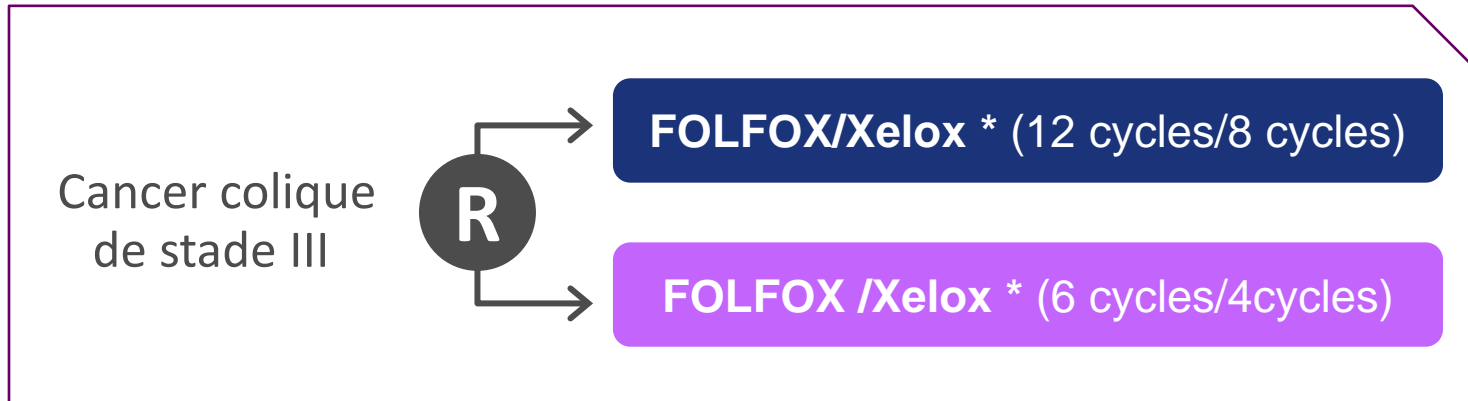 FOLFOX/Xelox * (12 cycles/8 cycles)
Cancer colique
de stade III
R
FOLFOX /Xelox * (6 cycles/4cycles)